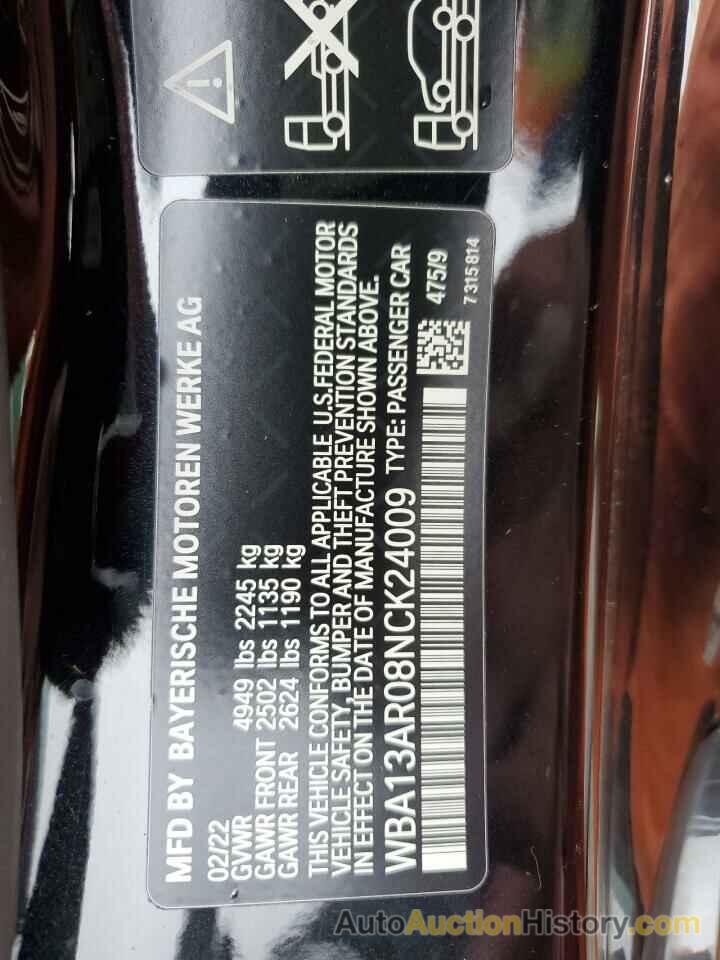 MFD BY BAYERISCHE MOTOREN WERKE AG
02/22
GVWR 4949 lbs 2245 kg
GAWR FRONT 2502 lbs 1135 kg
GAWR REAR 2624 lbs 1190 kg
THIS VEHICLE CONFORMS TO ALL APPLICABLE U.S.FEDERAL MOTOR
VEHICLE SAFETY, BUMPER AND THEFT PREVENTION STANDARDS
IN EFFECT ON THE DATE OF MANUFACTURE SHOWN ABOVE.
WBA13AR08NCK24009 TYPE: PASSENGER CAR
475/9
7315814
AutoAuctionHistory.com